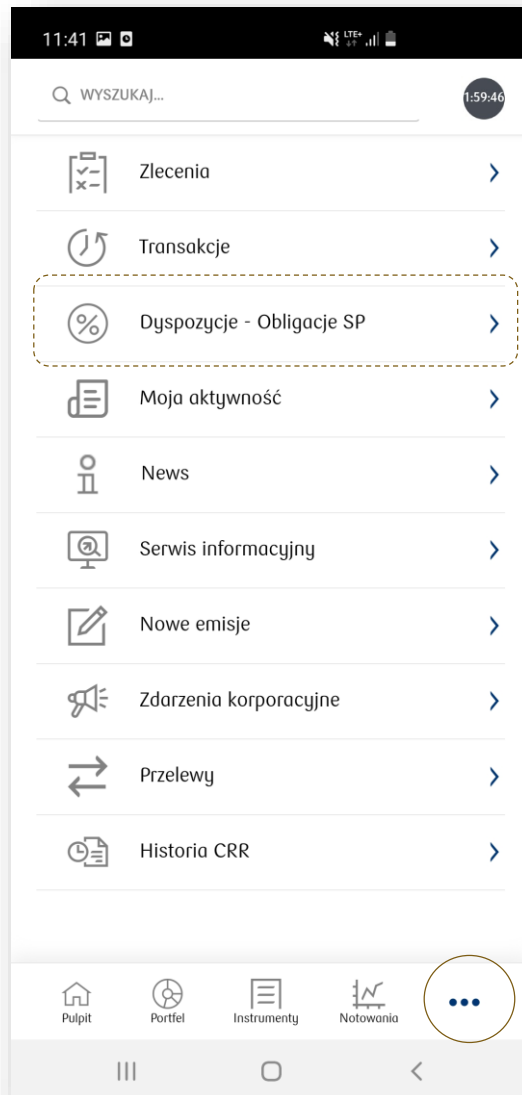 11:41
LTE+
WYSZUKAJ...
1:59:46
Zlecenia
Transakcje
Dyspozycje - Obligacje SP
Moja aktywność
News
Serwis informacyjny
Nowe emisje
Zdarzenia korporacyjne
Przelewy
Historia CRR
Pulpit Portfel Instrumenty Notowania